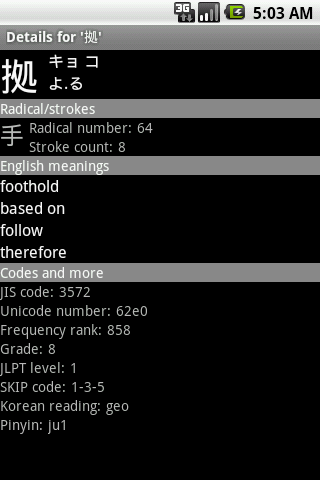 3G
5:03 AM
Details for '拠'
拠
キョ コ
よ.る
Radical/strokes
手
Radical number: 64
Stroke count: 8
English meanings
foothold
based on
follow
therefore
Codes and more
JIS code: 3572
Unicode number: 62e0
Frequency rank: 858
Grade: 8
JLPT level: 1
SKIP code: 1-3-5
Korean reading: geo
Pinyin: ju1